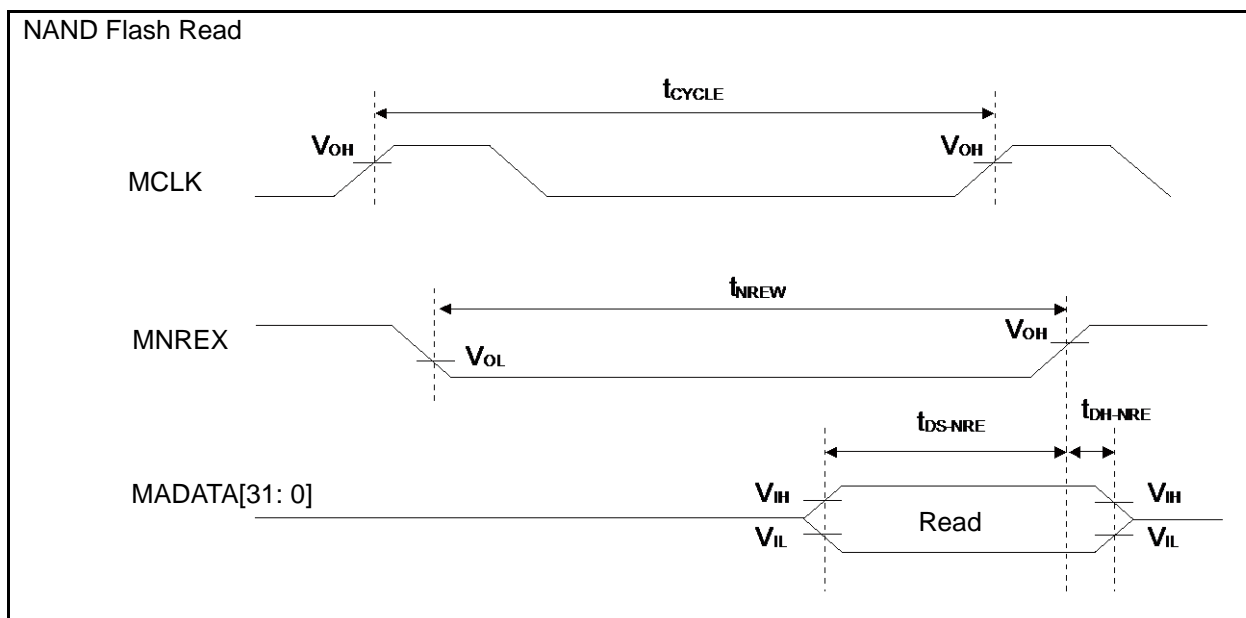 NAND Flash Read
tCYCLE
VOH
VOH
MCLK
tNREW
MNREX
VOL
VOH
tDS-NRE
tDH-NRE
MADATA[31: 0]
VIH
VIH
Read
VIL
VIL